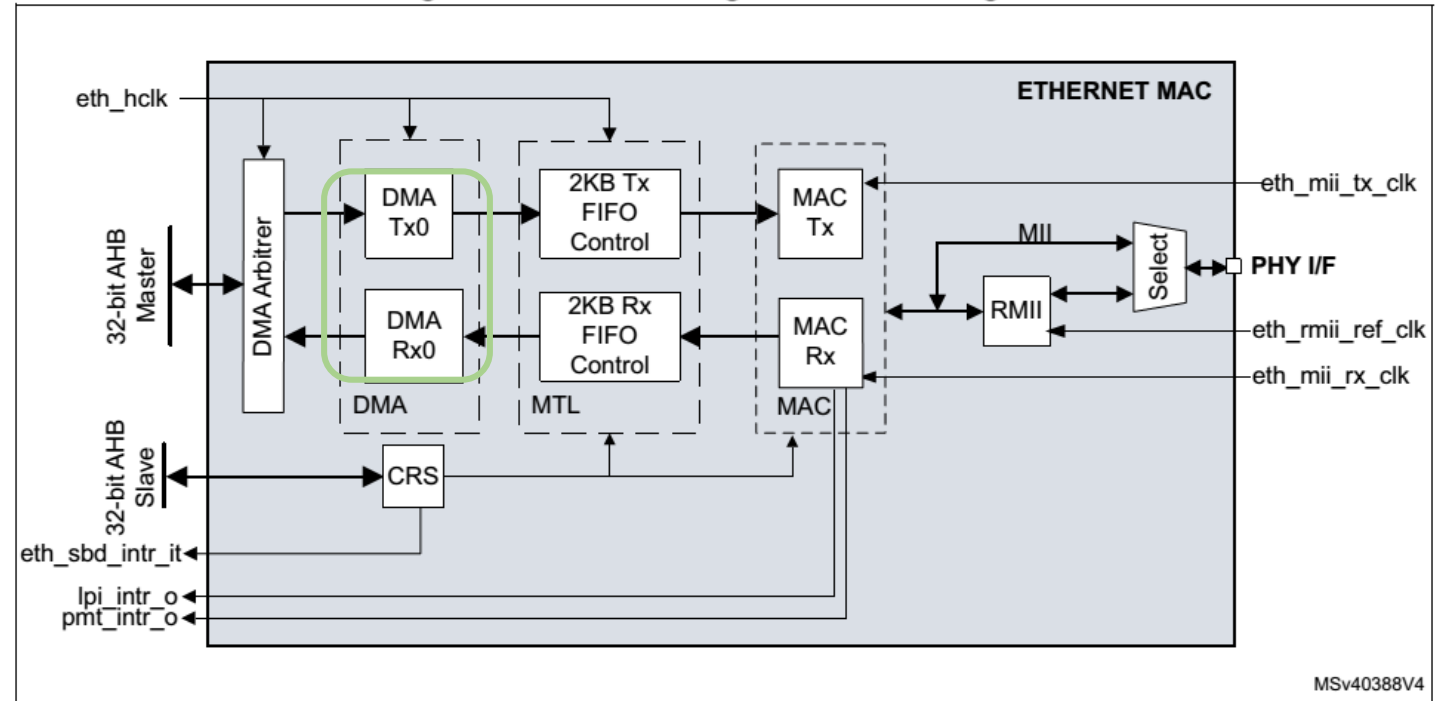 ETHERNET MAC
eth_hclk
DMA Arbitrer
32-bit AHB
Master
DMA
Tx0
2KB Tx
FIFO
Control
MAC
Tx
eth_mii_tx_clk
MII
Select
PHY I/F
RMII
eth_rmii_ref_clk
eth_mii_rx_clk
DMA
Rx0
2KB Rx
FIFO
Control
MAC
Rx
DMA
MTL
MAC
32-bit AHB
Slave
CRS
eth_sbd_intr_it
lpi_intr_o
pmt_intr_o
MSv40388V4